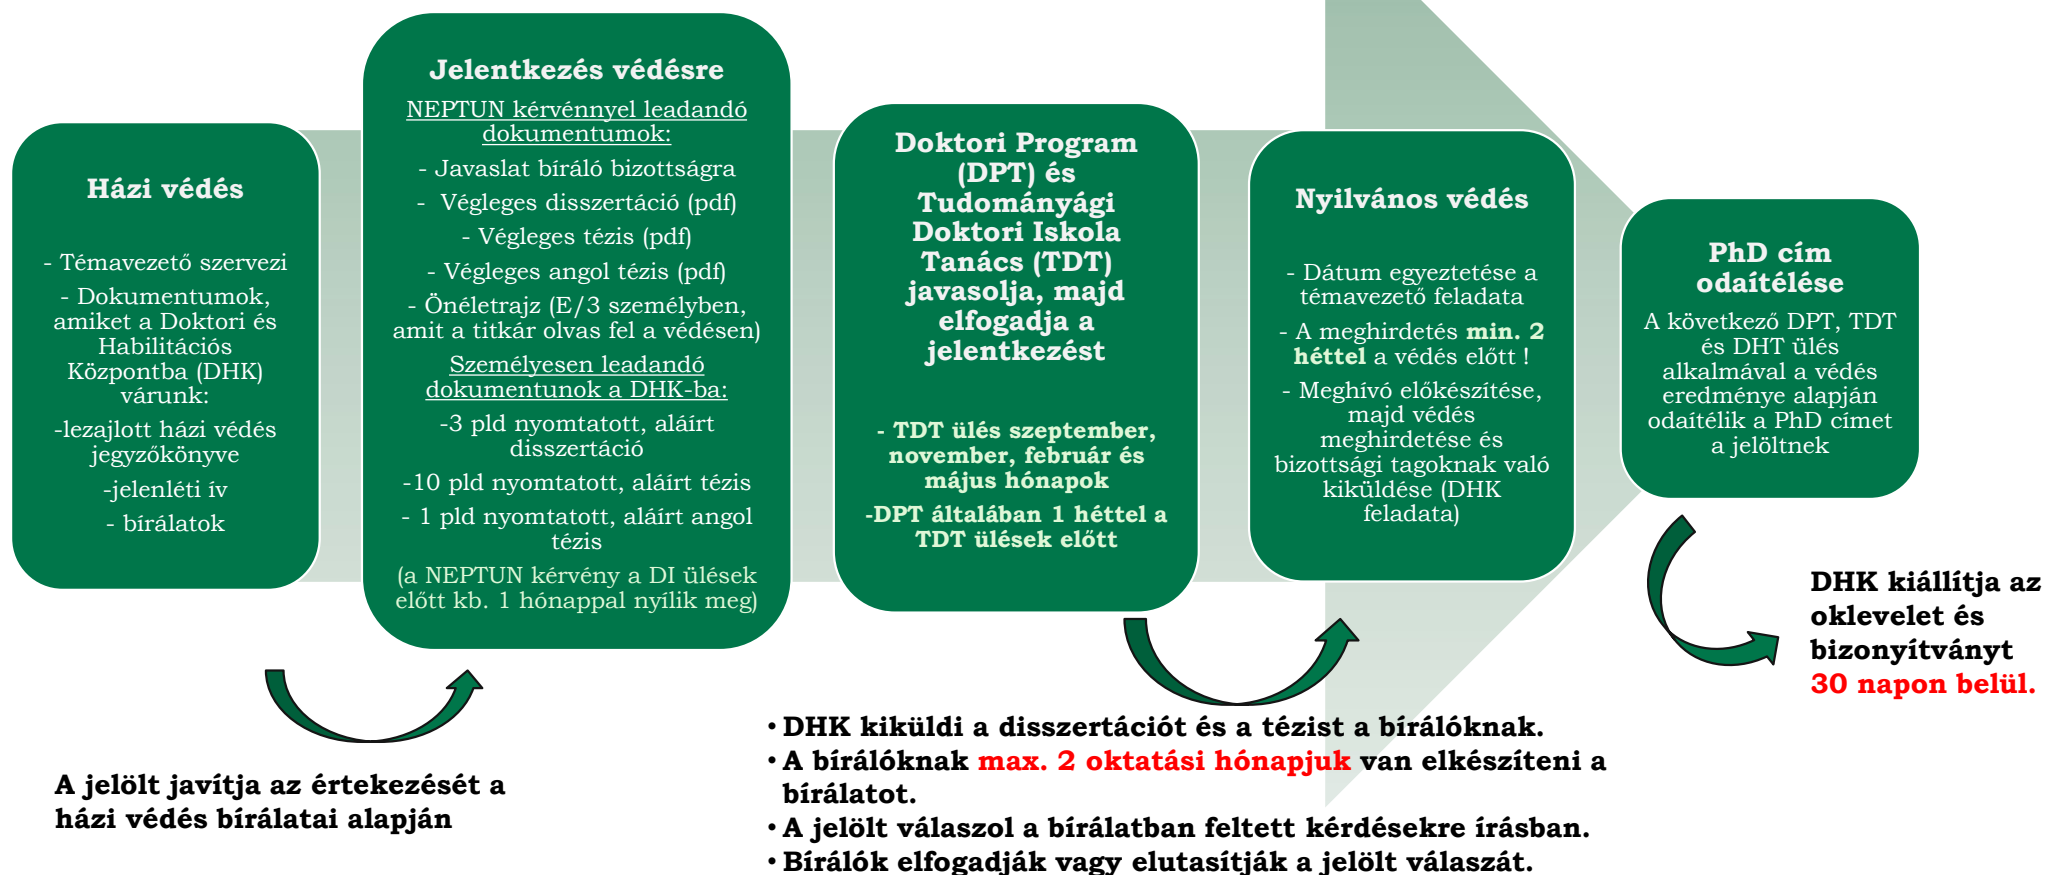 Házi védés
- Témavezető szervezi
- Dokumentumok,
amiket a Doktori és
Habilitációs
Központba (DHK)
várunk:
-lezajlott házi védés
jegyzőkönyve
-jelenléti ív
- bírálatok
Jelentkezés védésre
NEPTUN kérvénnyel leadandó
dokumentumok:
- Javaslat bíráló bizottságra
- Végleges disszertáció (pdf)
- Végleges tézis (pdf)
- Végleges angol tézis (pdf)
- Önéletrajz (E/3 személyben,
amit a titkár olvas fel a védésen)
Személyesen leadandó
dokumentunok a DHK-ba:
-3 pld nyomtatott, aláírt
disszertáció
-10 pld nyomtatott, aláírt tézis
- 1 pld nyomtatott, aláírt angol
tézis
(a NEPTUN kérvény a DI ülések
előtt kb. 1 hónappal nyílik meg)
Doktori Program
(DPT) és
Tudományági
Doktori Iskola
Tanács (TDT)
javasolja, majd
elfogadja a
jelentkezést
- TDT ülés szeptember,
november, február és
május hónapok
-DPT általában 1 héttel a
TDT ülések előtt
Nyilvános védés
- Dátum egyeztetése a
témavezető feladata
- A meghirdetés min. 2
héttel a védés előtt !
- Meghívó előkészítése,
majd védés
meghirdetése és
bizottsági tagoknak való
kiküldése (DHK
feladata)
PhD cím
odaítélése
A következő DPT, TDT
és DHT ülés
alkalmával a védés
eredménye alapján
odaítélik a PhD címet
a jelöltnek
A jelölt javítja az értekezését a
házi védés bírálatai alapján
• DHK kiküldi a disszertációt és a tézist a bírálóknak.
• A bírálóknak max. 2 oktatási hónapjuk van elkészíteni a
bírálatot.
• A jelölt válaszol a bírálatban feltett kérdésekre írásban.
• Bírálók elfogadják vagy elutasítják a jelölt válaszát.
DHK kiállítja az
oklevelet és
bizonyítványt
30 napon belül.